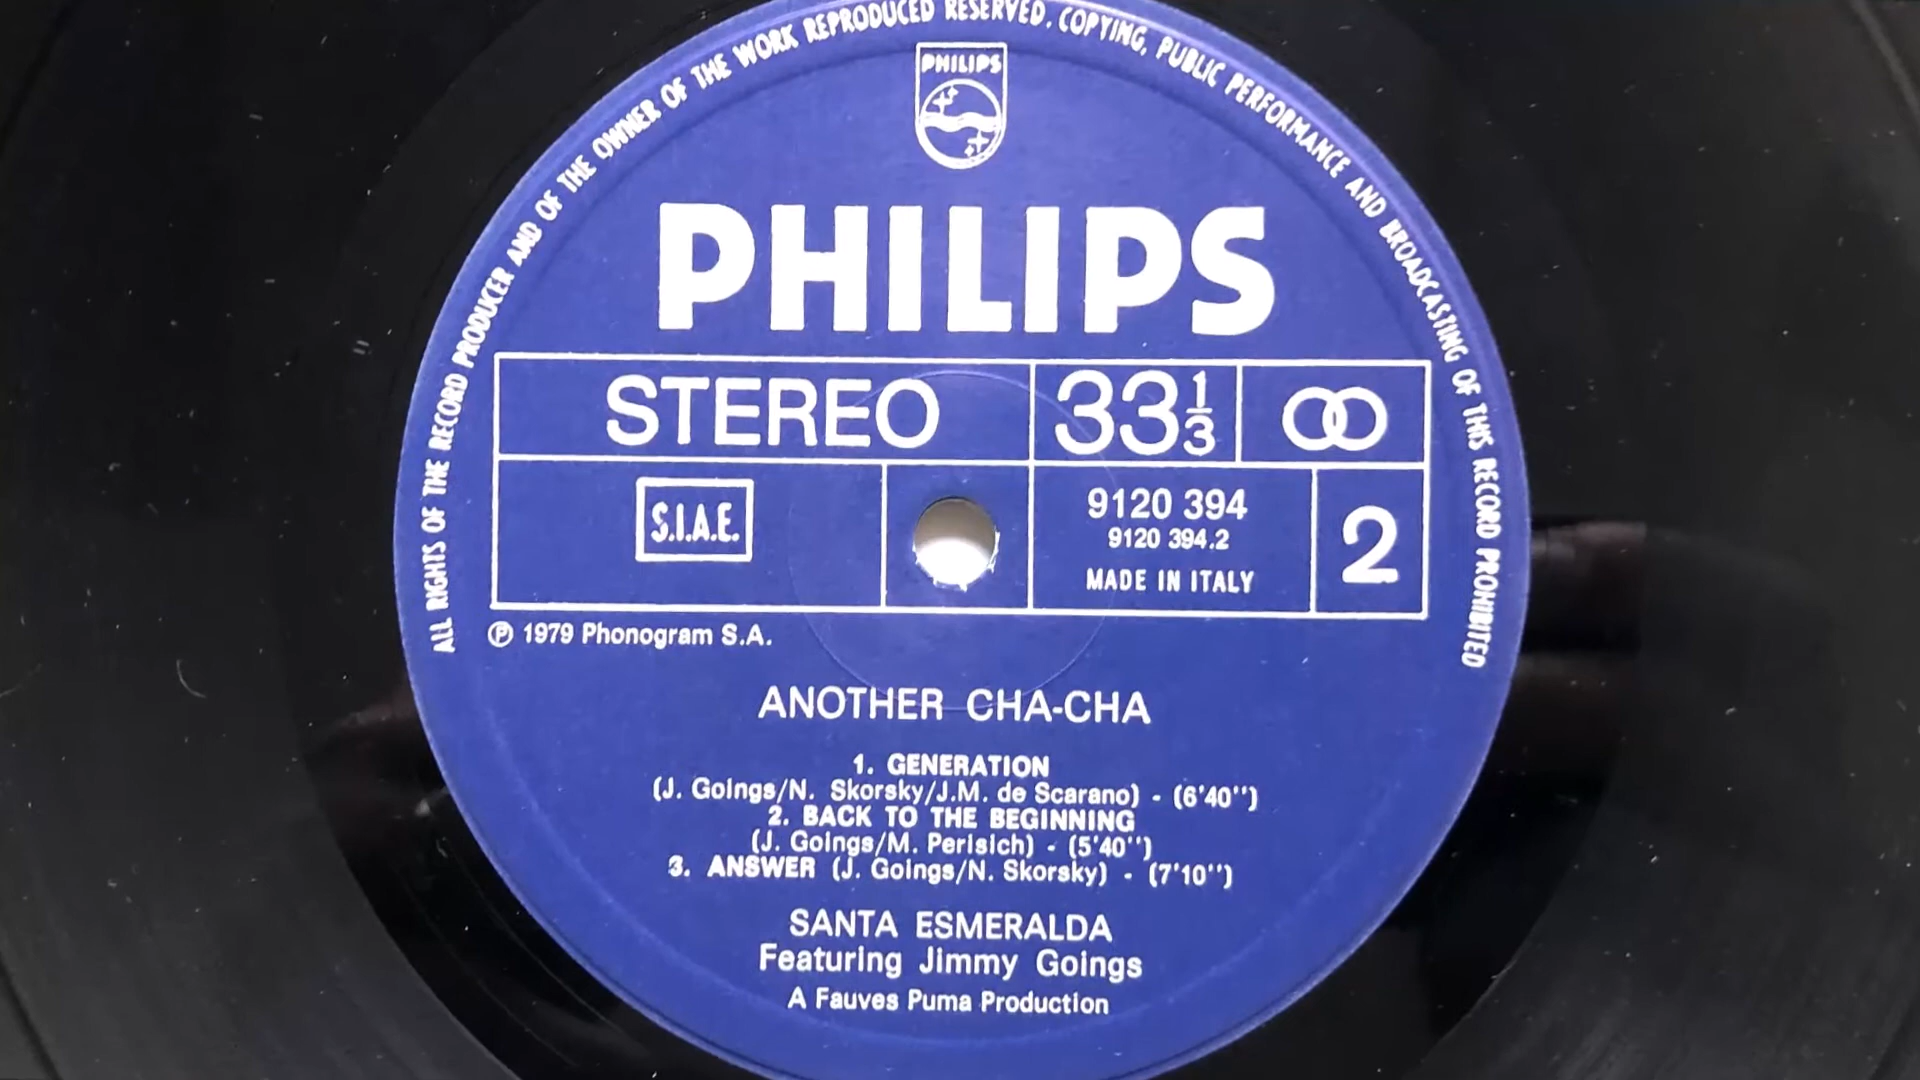 ALL RIGHTS OF THE RECORD PRODUCER AND OF THE OWNER OF THE WORK REPRODUCED RESERVED. COPYING, PUBLIC PERFORMANCE AND BROADCASTING OF THIS RECORD PROHIBITED
PHILIPS
PHILIPS
STEREO 33 1/3
S.I.A.E.
9120 394
9120 394.2
MADE IN ITALY
2
Ⓟ 1979 Phonogram S.A.
ANOTHER CHA-CHA
1. GENERATION
(J. Goings/N. Skorsky/J.M. de Scarano) - (6'40'')
2. BACK TO THE BEGINNING
(J. Goings/M. Perisich) - (5'40'')
3. ANSWER (J. Goings/N. Skorsky) - (7'10'')
SANTA ESMERALDA
Featuring Jimmy Goings
A Fauves Puma Production